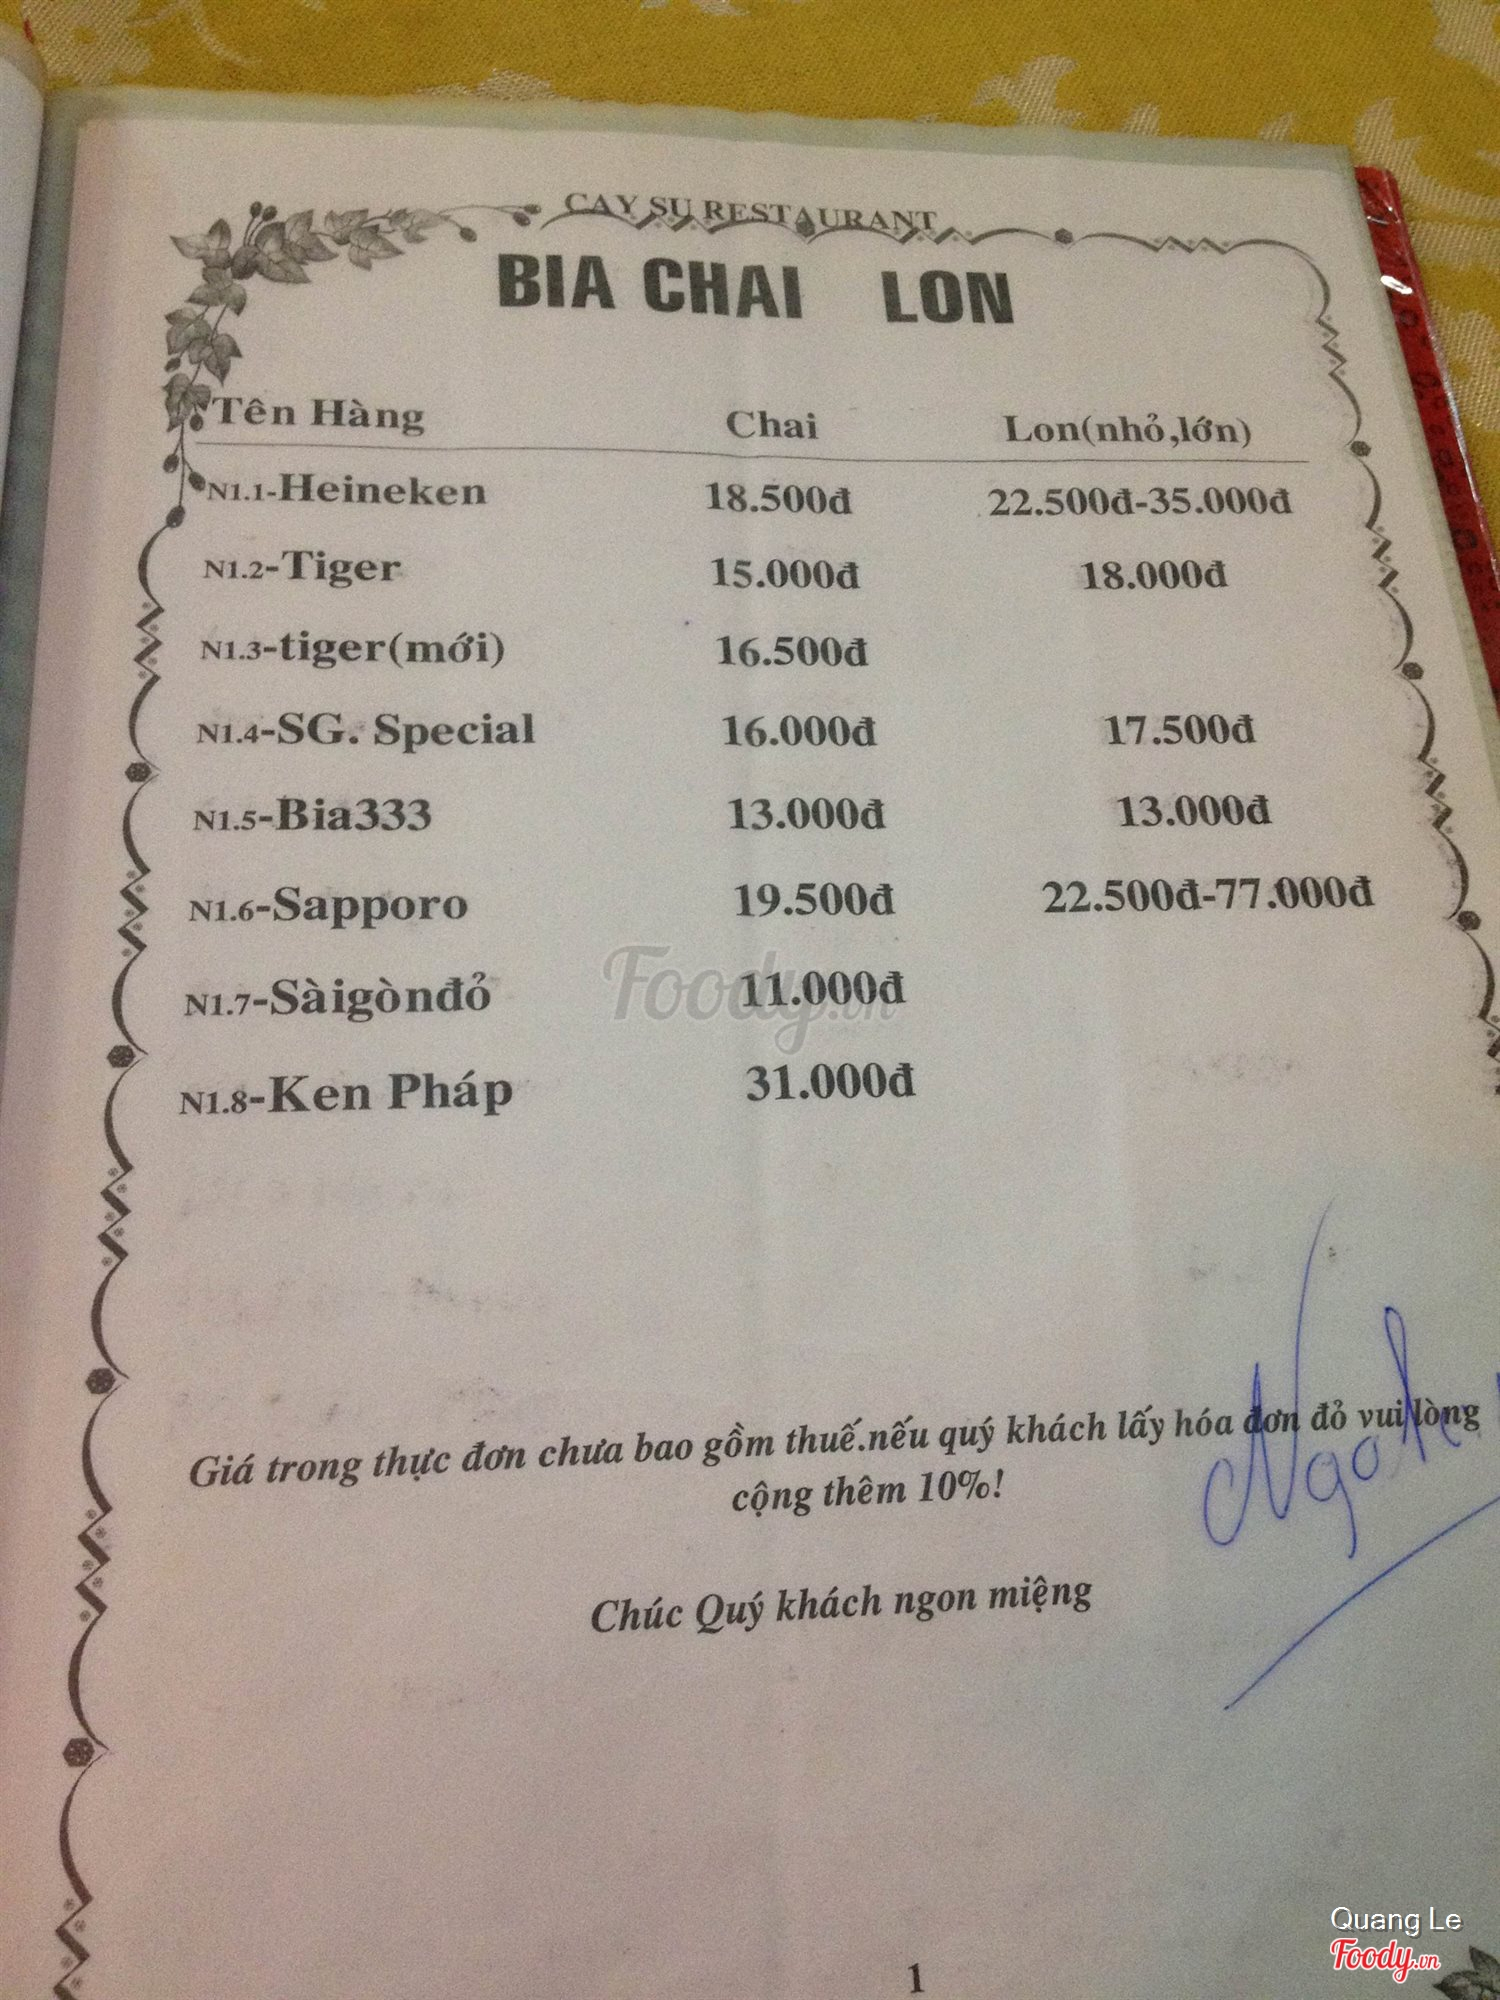 CAY SU RESTAURANT
BIA CHAI LON
Tên Hàng Chai Lon(nhỏ,lớn)
N1.1-Heineken 18.500đ 22.500đ-35.000đ
N1.2-Tiger 15.000đ 18.000đ
N1.3-tiger(mới) 16.500đ
N1.4-SG. Special 16.000đ 17.500đ
N1.5-Bia333 13.000đ 13.000đ
N1.6-Sapporo 19.500đ 22.500đ-77.000đ
N1.7-Sàigònđỏ 11.000đ
Foody.vn
N1.8-Ken Pháp 31.000đ
Giá trong thực đơn chưa bao gồm thuế.nếu quý khách lấy hóa đơn đỏ vui lòng
cộng thêm 10%!
Chúc Quý khách ngon miệng
Quang Le
Foody.vn
1